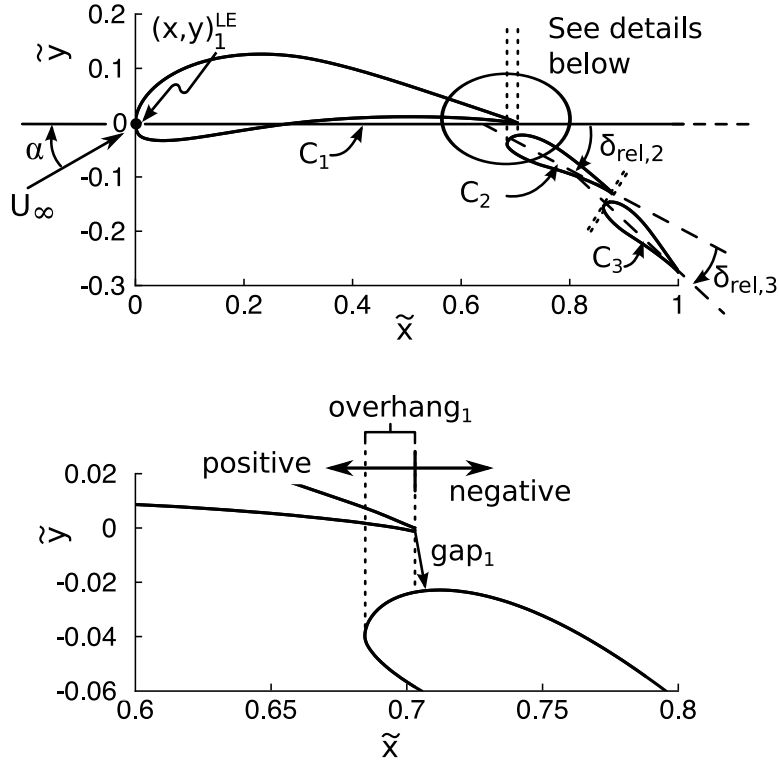 (x,y)₁ᴸᴱ
See details
below
ỹ
0.2
0.1
0
-0.1
-0.2
-0.3
α
U∞
C₁
C₂
C₃
δrel,2
δrel,3
0 0.2 0.4 0.6 0.8 1
x̃
overhang₁
positive
negative
gap₁
ỹ
0.02
0
-0.02
-0.04
-0.06
0.6 0.65 0.7 0.75 0.8
x̃